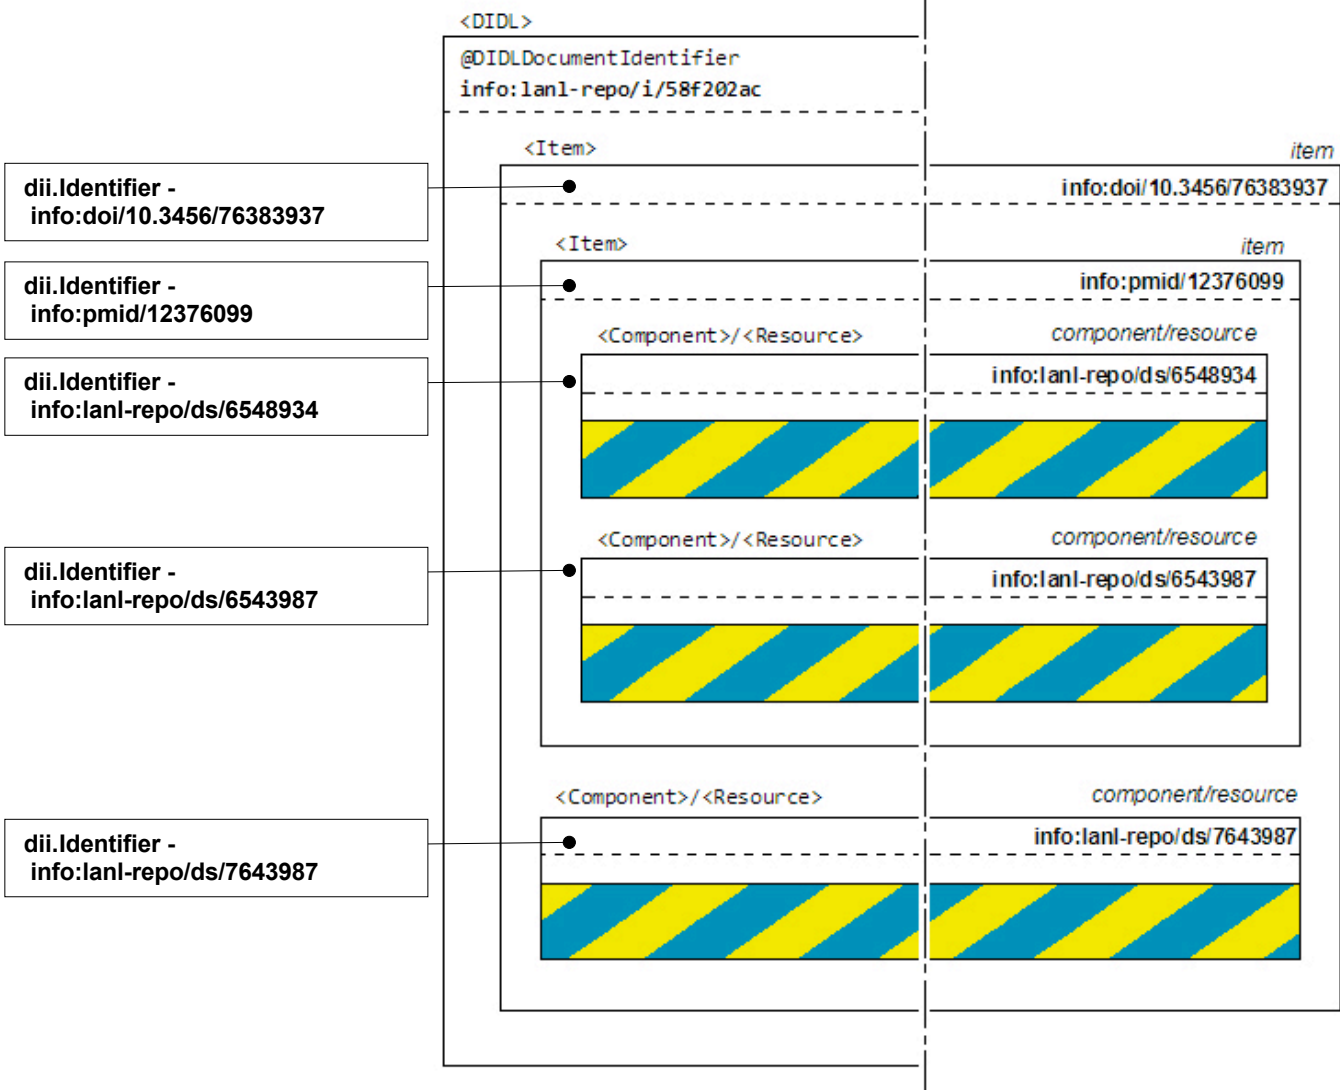 <DIDL>
@DIDLDocumentIdentifier
info:lanl-repo/i/58f202ac
<Item>
item
dii.Identifier -
info:doi/10.3456/76383937
info:doi/10.3456/76383937
<Item>
item
dii.Identifier -
info:pmid/12376099
info:pmid/12376099
<Component>/<Resource>
component/resource
dii.Identifier -
info:lanl-repo/ds/6548934
info:lanl-repo/ds/6548934
<Component>/<Resource>
component/resource
dii.Identifier -
info:lanl-repo/ds/6543987
info:lanl-repo/ds/6543987
<Component>/<Resource>
component/resource
dii.Identifier -
info:lanl-repo/ds/7643987
info:lanl-repo/ds/7643987